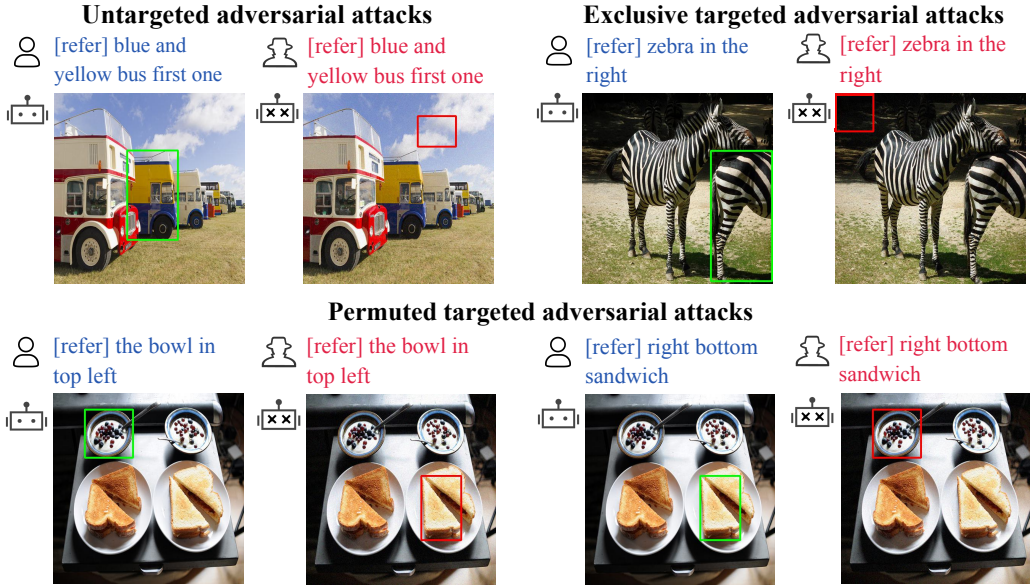 Untargeted adversarial attacks
Exclusive targeted adversarial attacks
[refer] blue and
yellow bus first one
[refer] blue and
yellow bus first one
[refer] zebra in the
right
[refer] zebra in the
right
Permuted targeted adversarial attacks
[refer] the bowl in
top left
[refer] the bowl in
top left
[refer] right bottom
sandwich
[refer] right bottom
sandwich